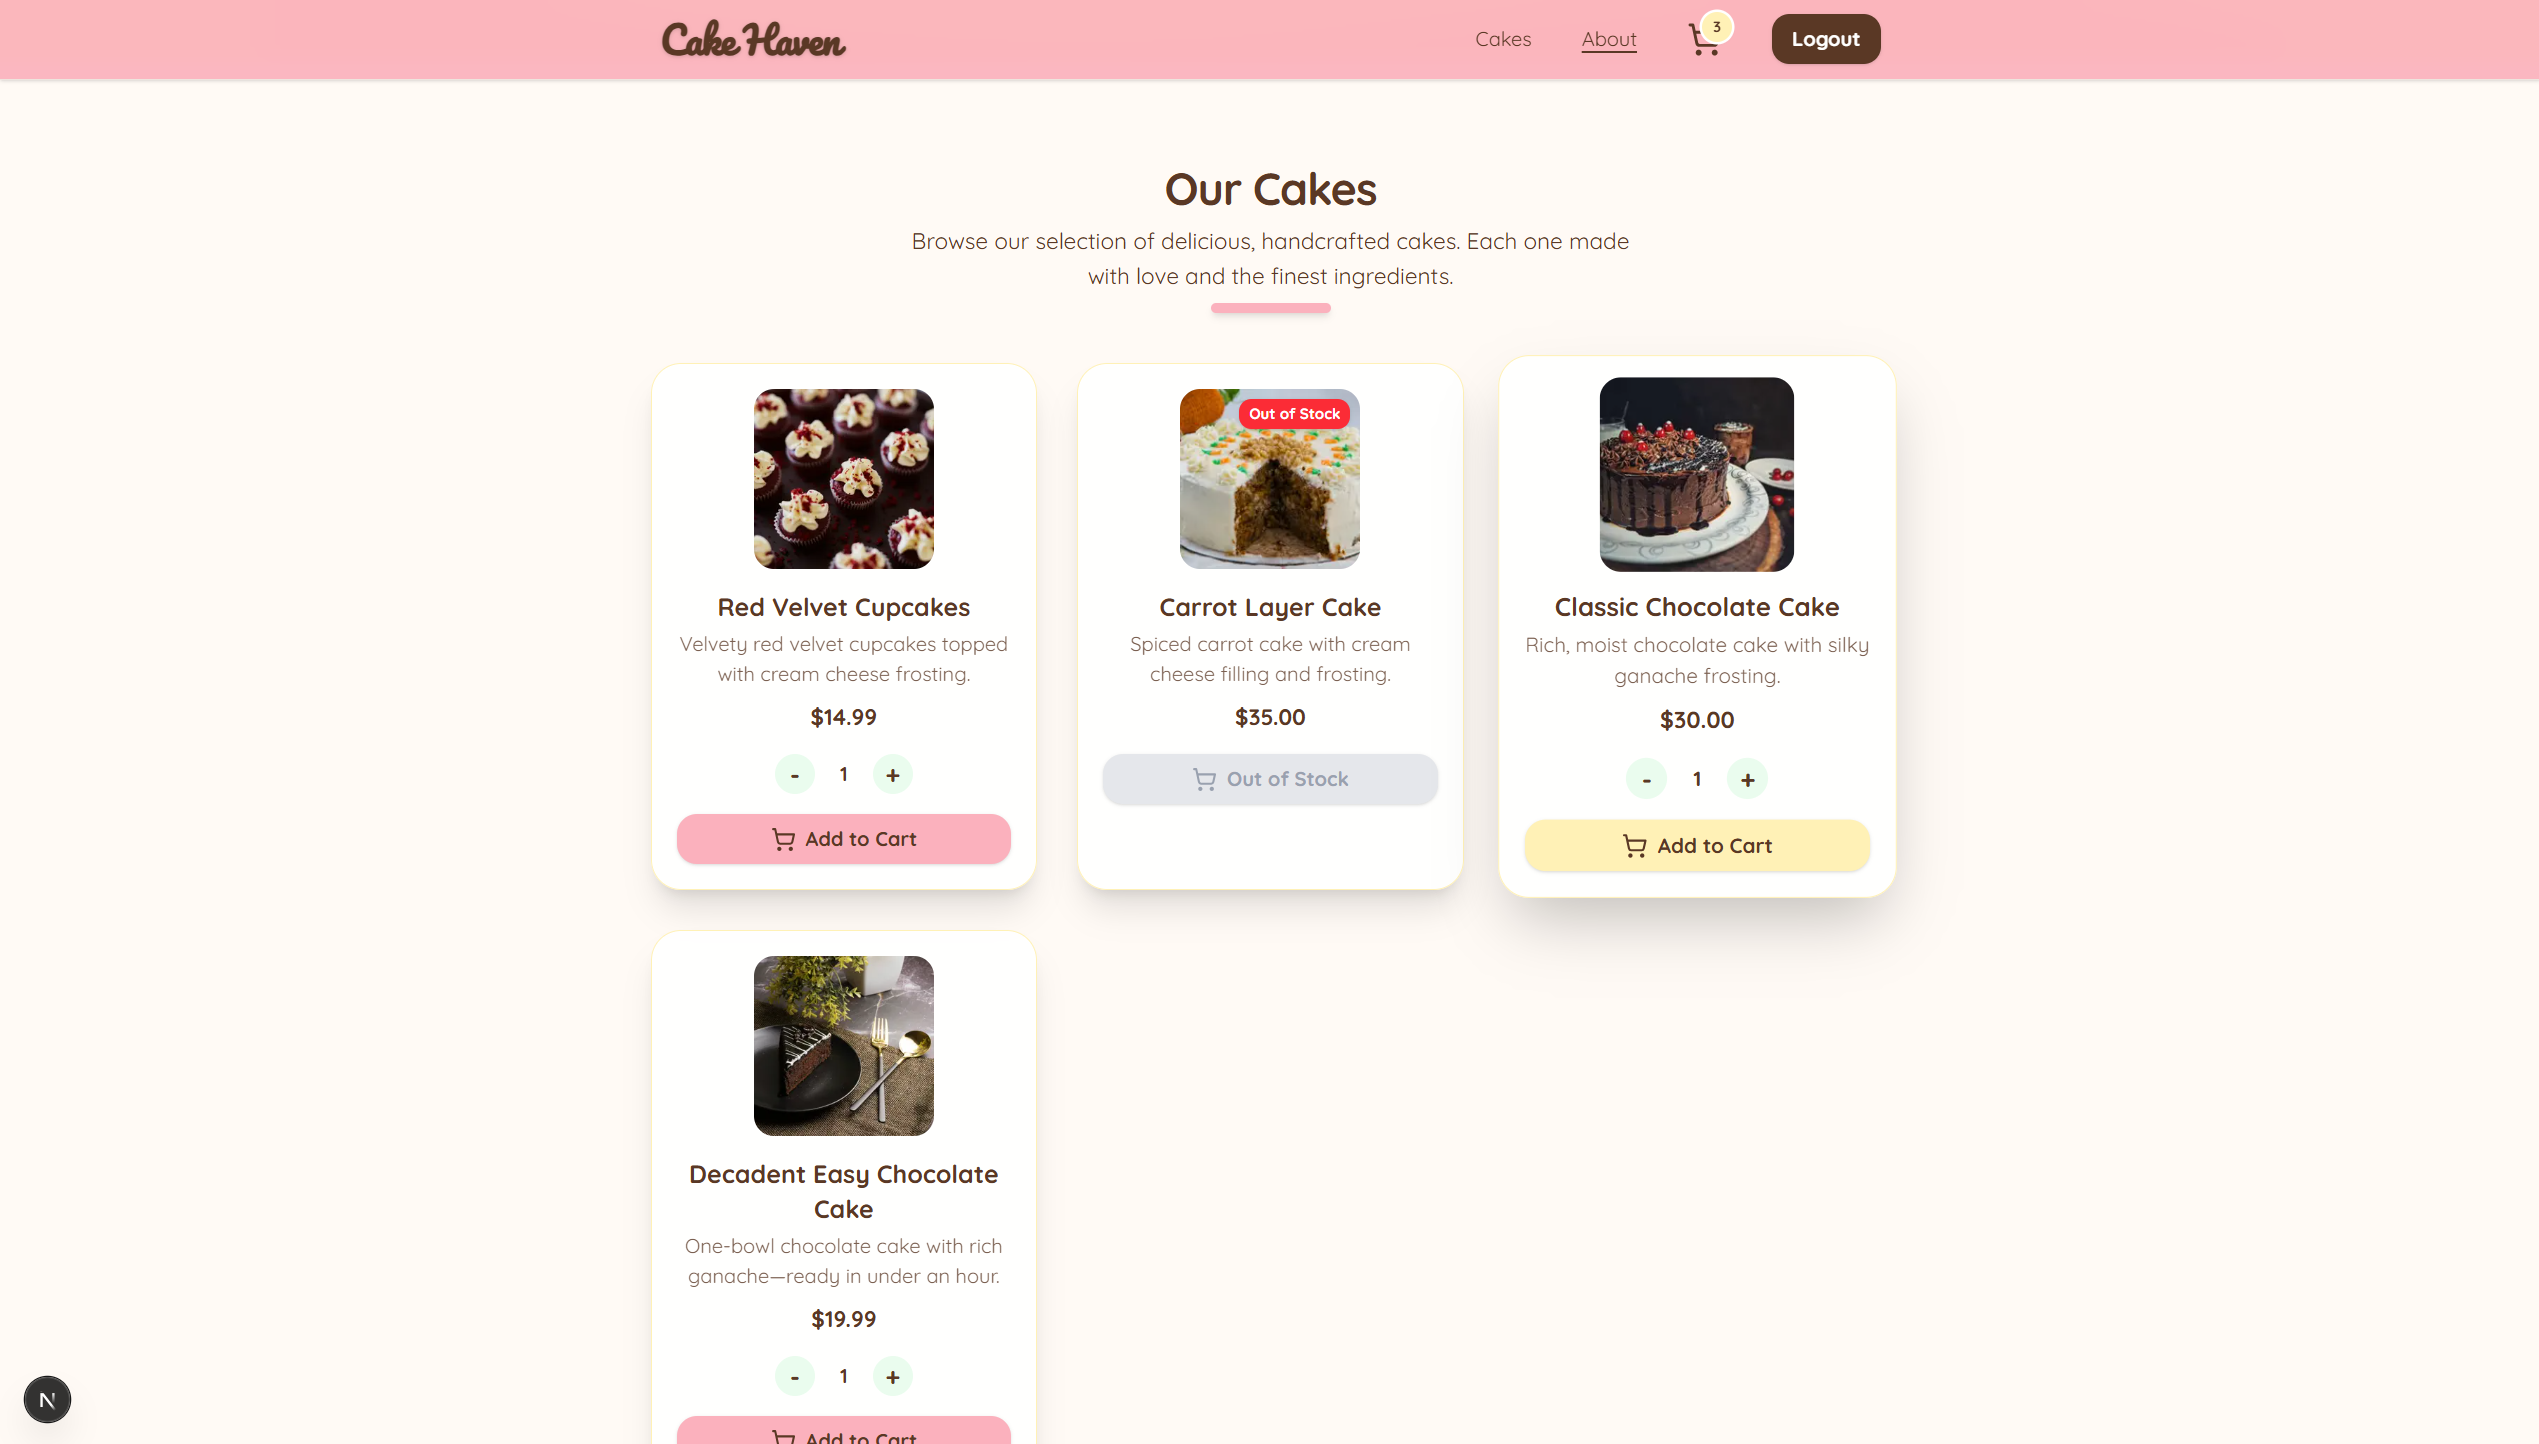 Cake Haven
Cakes
About
3
Logout
Our Cakes
Browse our selection of delicious, handcrafted cakes. Each one made
with love and the finest ingredients.
Red Velvet Cupcakes
Velvety red velvet cupcakes topped
with cream cheese frosting.
$14.99
- 1 +
Add to Cart
Out of Stock
Carrot Layer Cake
Spiced carrot cake with cream
cheese filling and frosting.
$35.00
Out of Stock
Classic Chocolate Cake
Rich, moist chocolate cake with silky
ganache frosting.
$30.00
- 1 +
Add to Cart
Decadent Easy Chocolate
Cake
One-bowl chocolate cake with rich
ganache—ready in under an hour.
$19.99
- 1 +
Add to Cart
N